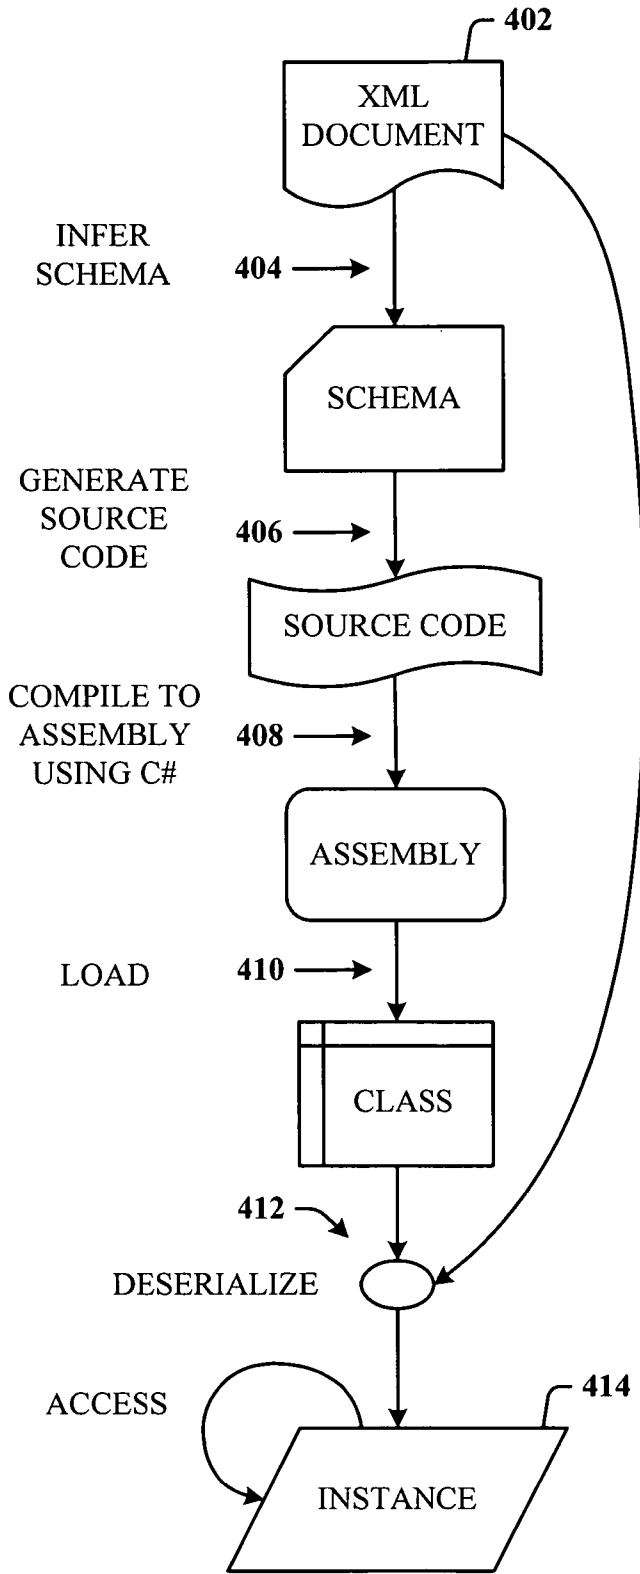 402
XML
DOCUMENT
INFER
SCHEMA
404
SCHEMA
GENERATE
SOURCE
CODE
406
SOURCE CODE
COMPILE TO
ASSEMBLY
USING C#
408
ASSEMBLY
LOAD
410
CLASS
412
DESERIALIZE
ACCESS
414
INSTANCE